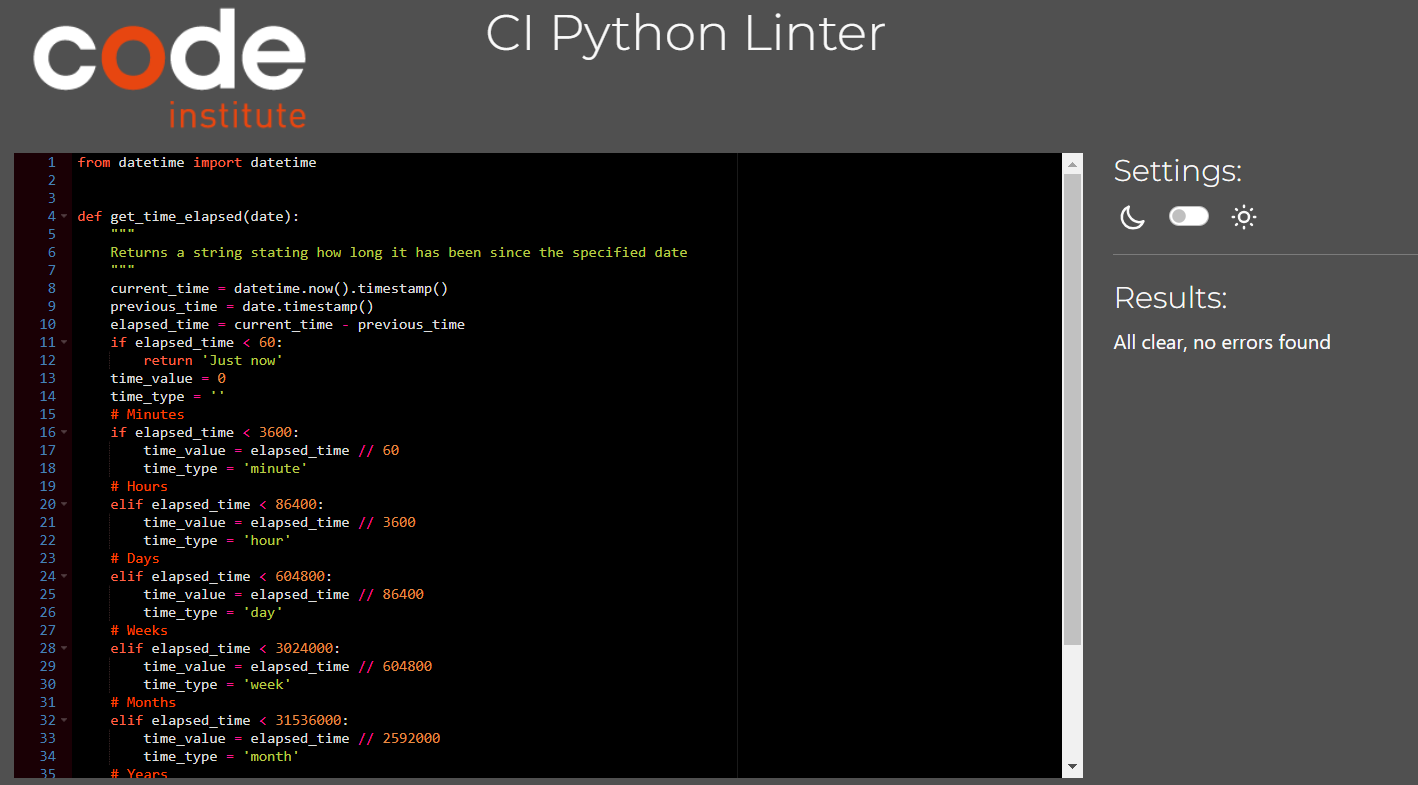 code
institute
CI Python Linter
1 from datetime import datetime
2
3
4 def get_time_elapsed(date):
5     """
6     Returns a string stating how long it has been since the specified date
7     """
8     current_time = datetime.now().timestamp()
9     previous_time = date.timestamp()
10     elapsed_time = current_time - previous_time
11     if elapsed_time < 60:
12         return 'Just now'
13     time_value = 0
14     time_type = ''
15     # Minutes
16     if elapsed_time < 3600:
17         time_value = elapsed_time // 60
18         time_type = 'minute'
19     # Hours
20     elif elapsed_time < 86400:
21         time_value = elapsed_time // 3600
22         time_type = 'hour'
23     # Days
24     elif elapsed_time < 604800:
25         time_value = elapsed_time // 86400
26         time_type = 'day'
27     # Weeks
28     elif elapsed_time < 3024000:
29         time_value = elapsed_time // 604800
30         time_type = 'week'
31     # Months
32     elif elapsed_time < 31536000:
33         time_value = elapsed_time // 2592000
34         time_type = 'month'
35     # Years
Settings:
Results:
All clear, no errors found